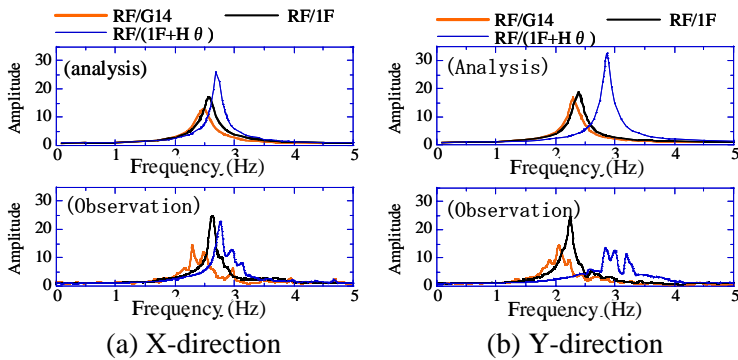 RF/G14 RF/1F
RF/(1F+H θ )
(analysis)
Amplitude
30
20
10
0
0 1 2 3 4 5
Frequency (Hz)
(Observation)
Amplitude
30
20
10
0
0 1 2 3 4 5
Frequency (Hz)
(a) X-direction
RF/G14 RF/1F
RF/(1F+H θ )
(Analysis)
Amplitude
30
20
10
0
0 1 2 3 4 5
Frequency (Hz)
(Observation)
Amplitude
30
20
10
0
0 1 2 3 4 5
Frequency (Hz)
(b) Y-direction